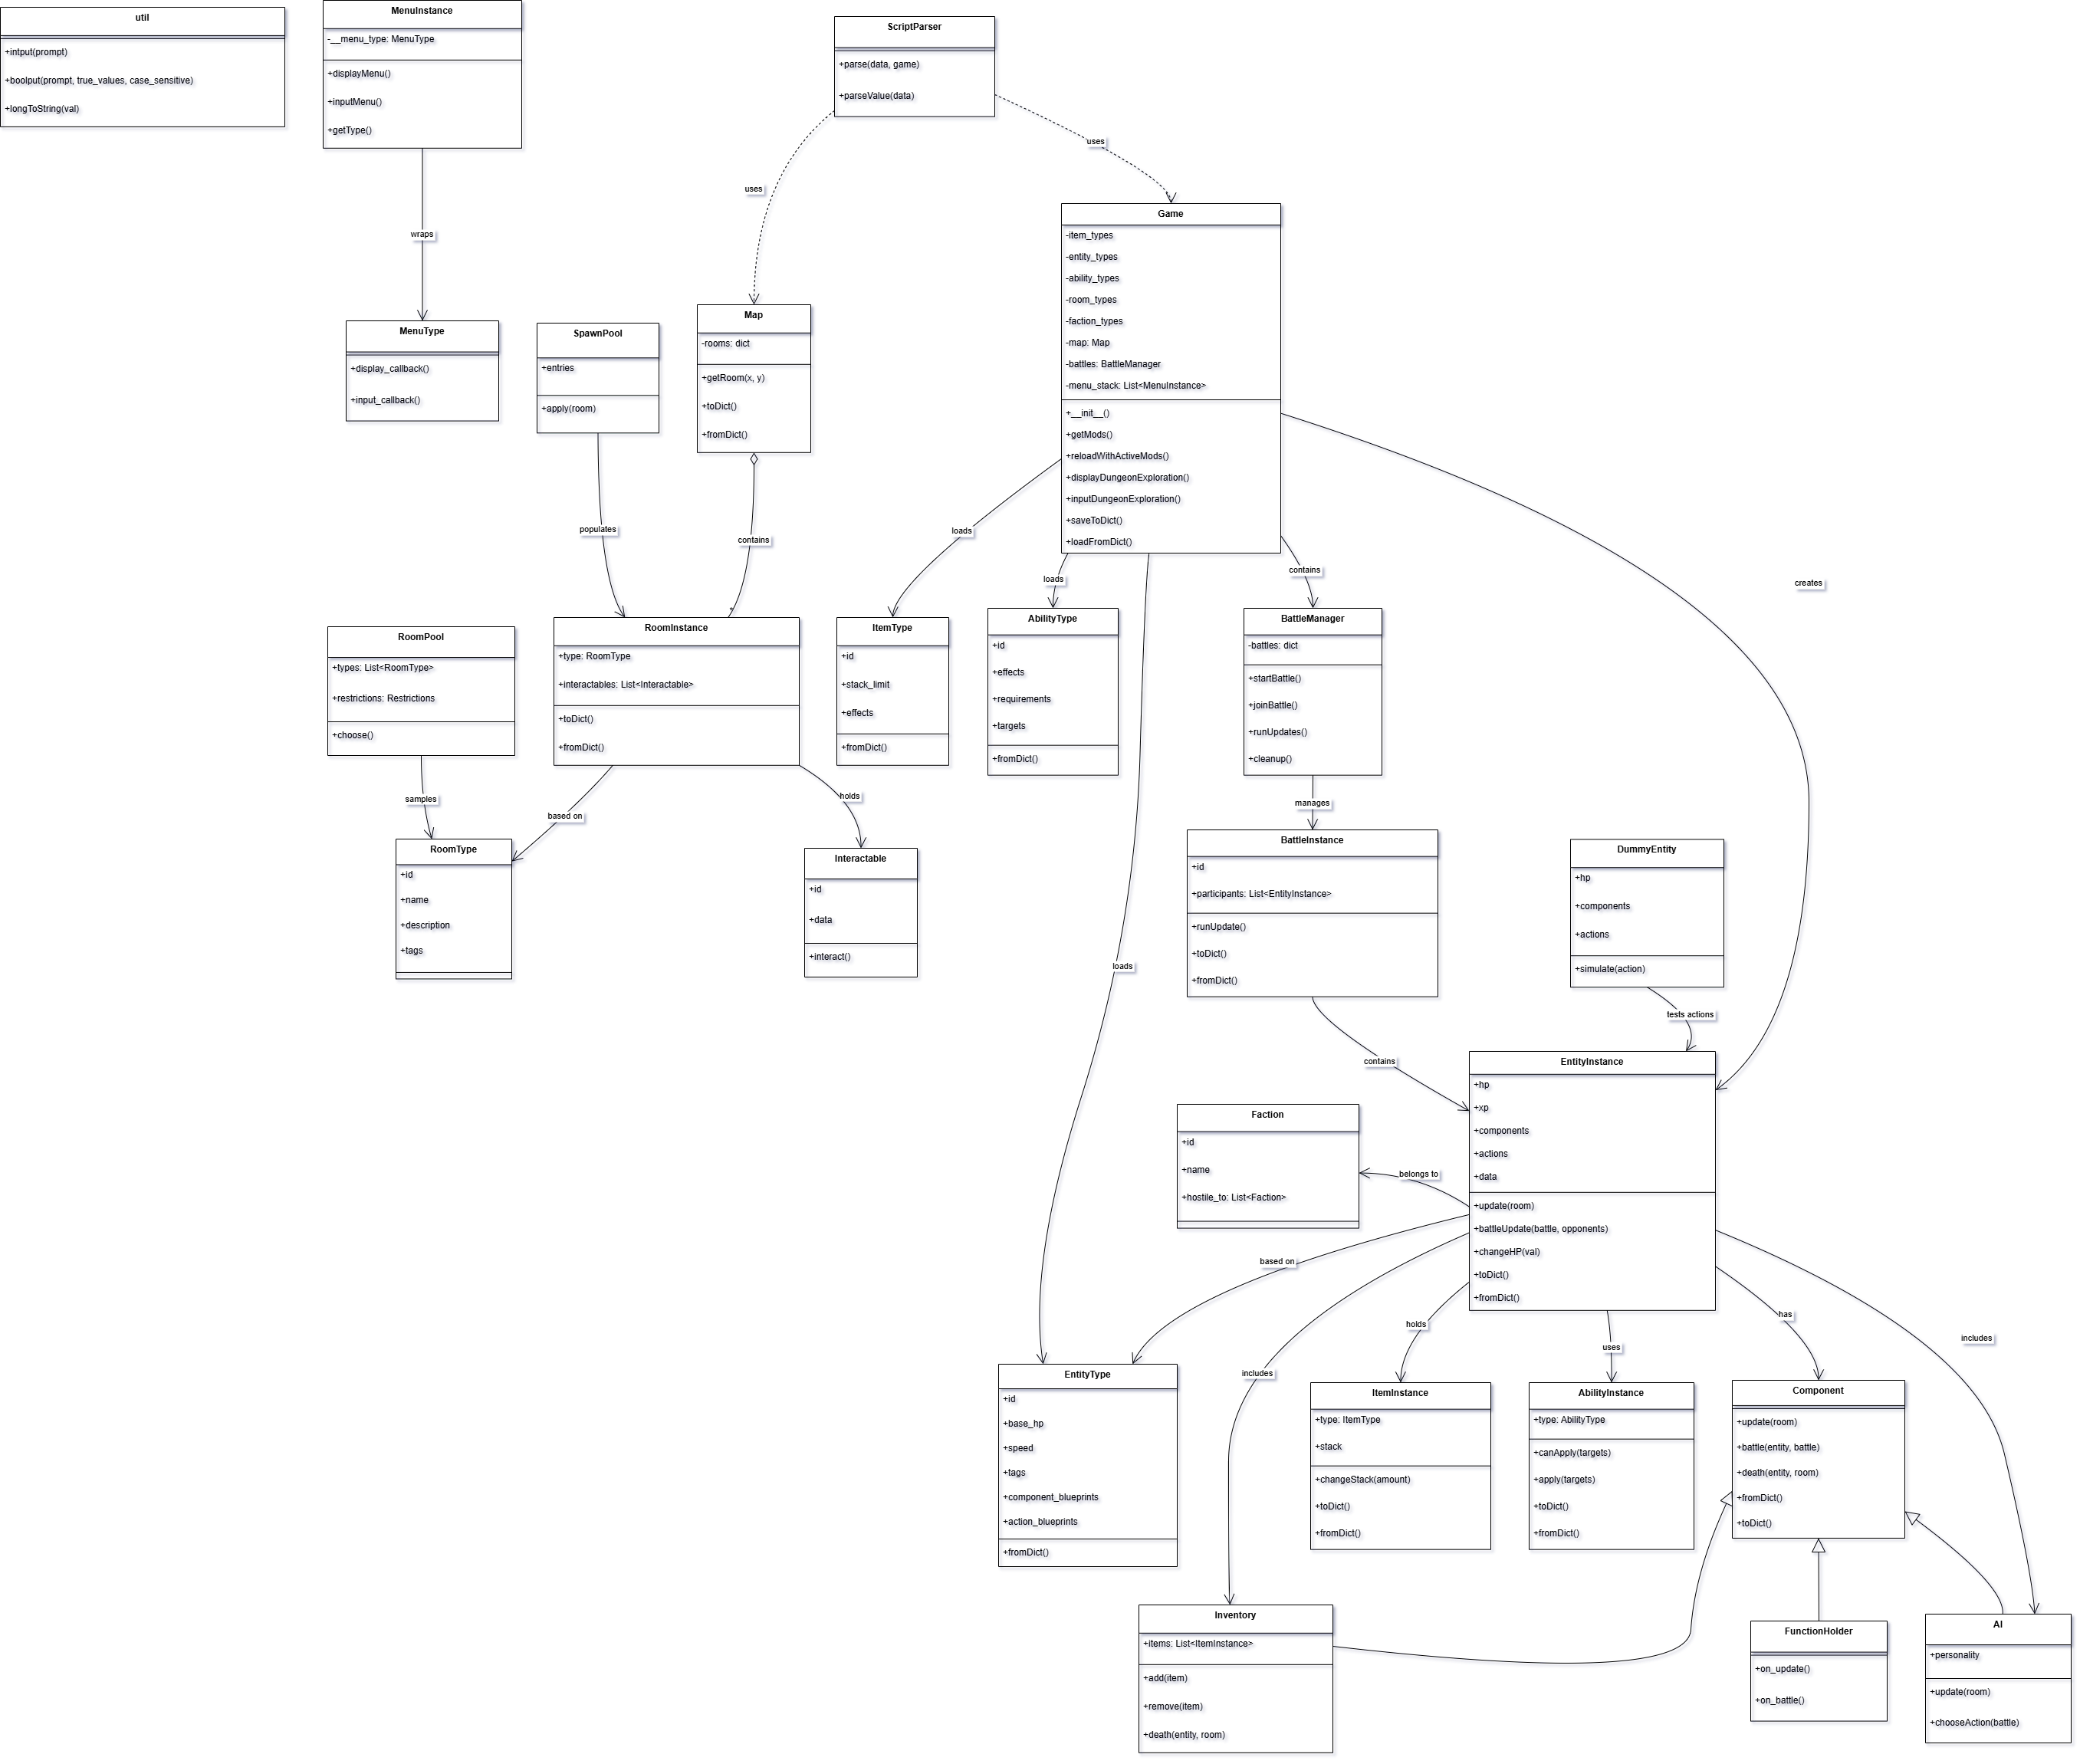 util
+intput(prompt)
+boolput(prompt, true_values, case_sensitive)
+longToString(val)
MenuInstance
-__menu_type: MenuType
+displayMenu()
+inputMenu()
+getType()
wraps
MenuType
+display_callback()
+input_callback()
ScriptParser
+parse(data, game)
+parseValue(data)
uses
uses
SpawnPool
+entries
+apply(room)
populates
Map
-rooms: dict
+getRoom(x, y)
+toDict()
+fromDict()
contains
*
Game
-item_types
-entity_types
-ability_types
-room_types
-faction_types
-map: Map
-battles: BattleManager
-menu_stack: List<MenuInstance>
+__init__()
+getMods()
+reloadWithActiveMods()
+displayDungeonExploration()
+inputDungeonExploration()
+saveToDict()
+loadFromDict()
loads
loads
loads
contains
creates
RoomPool
+types: List<RoomType>
+restrictions: Restrictions
+choose()
samples
RoomInstance
+type: RoomType
+interactables: List<Interactable>
+toDict()
+fromDict()
based on
holds
ItemType
+id
+stack_limit
+effects
+fromDict()
AbilityType
+id
+effects
+requirements
+targets
+fromDict()
BattleManager
-battles: dict
+startBattle()
+joinBattle()
+runUpdates()
+cleanup()
manages
RoomType
+id
+name
+description
+tags
Interactable
+id
+data
+interact()
BattleInstance
+id
+participants: List<EntityInstance>
+runUpdate()
+toDict()
+fromDict()
contains
DummyEntity
+hp
+components
+actions
+simulate(action)
tests actions
EntityInstance
+hp
+xp
+components
+actions
+data
+update(room)
+battleUpdate(battle, opponents)
+changeHP(val)
+toDict()
+fromDict()
Faction
+id
+name
+hostile_to: List<Faction>
belongs to
based on
includes
holds
uses
has
includes
EntityType
+id
+base_hp
+speed
+tags
+component_blueprints
+action_blueprints
+fromDict()
ItemInstance
+type: ItemType
+stack
+changeStack(amount)
+toDict()
+fromDict()
AbilityInstance
+type: AbilityType
+canApply(targets)
+apply(targets)
+toDict()
+fromDict()
Component
+update(room)
+battle(entity, battle)
+death(entity, room)
+fromDict()
+toDict()
Inventory
+items: List<ItemInstance>
+add(item)
+remove(item)
+death(entity, room)
FunctionHolder
+on_update()
+on_battle()
AI
+personality
+update(room)
+chooseAction(battle)